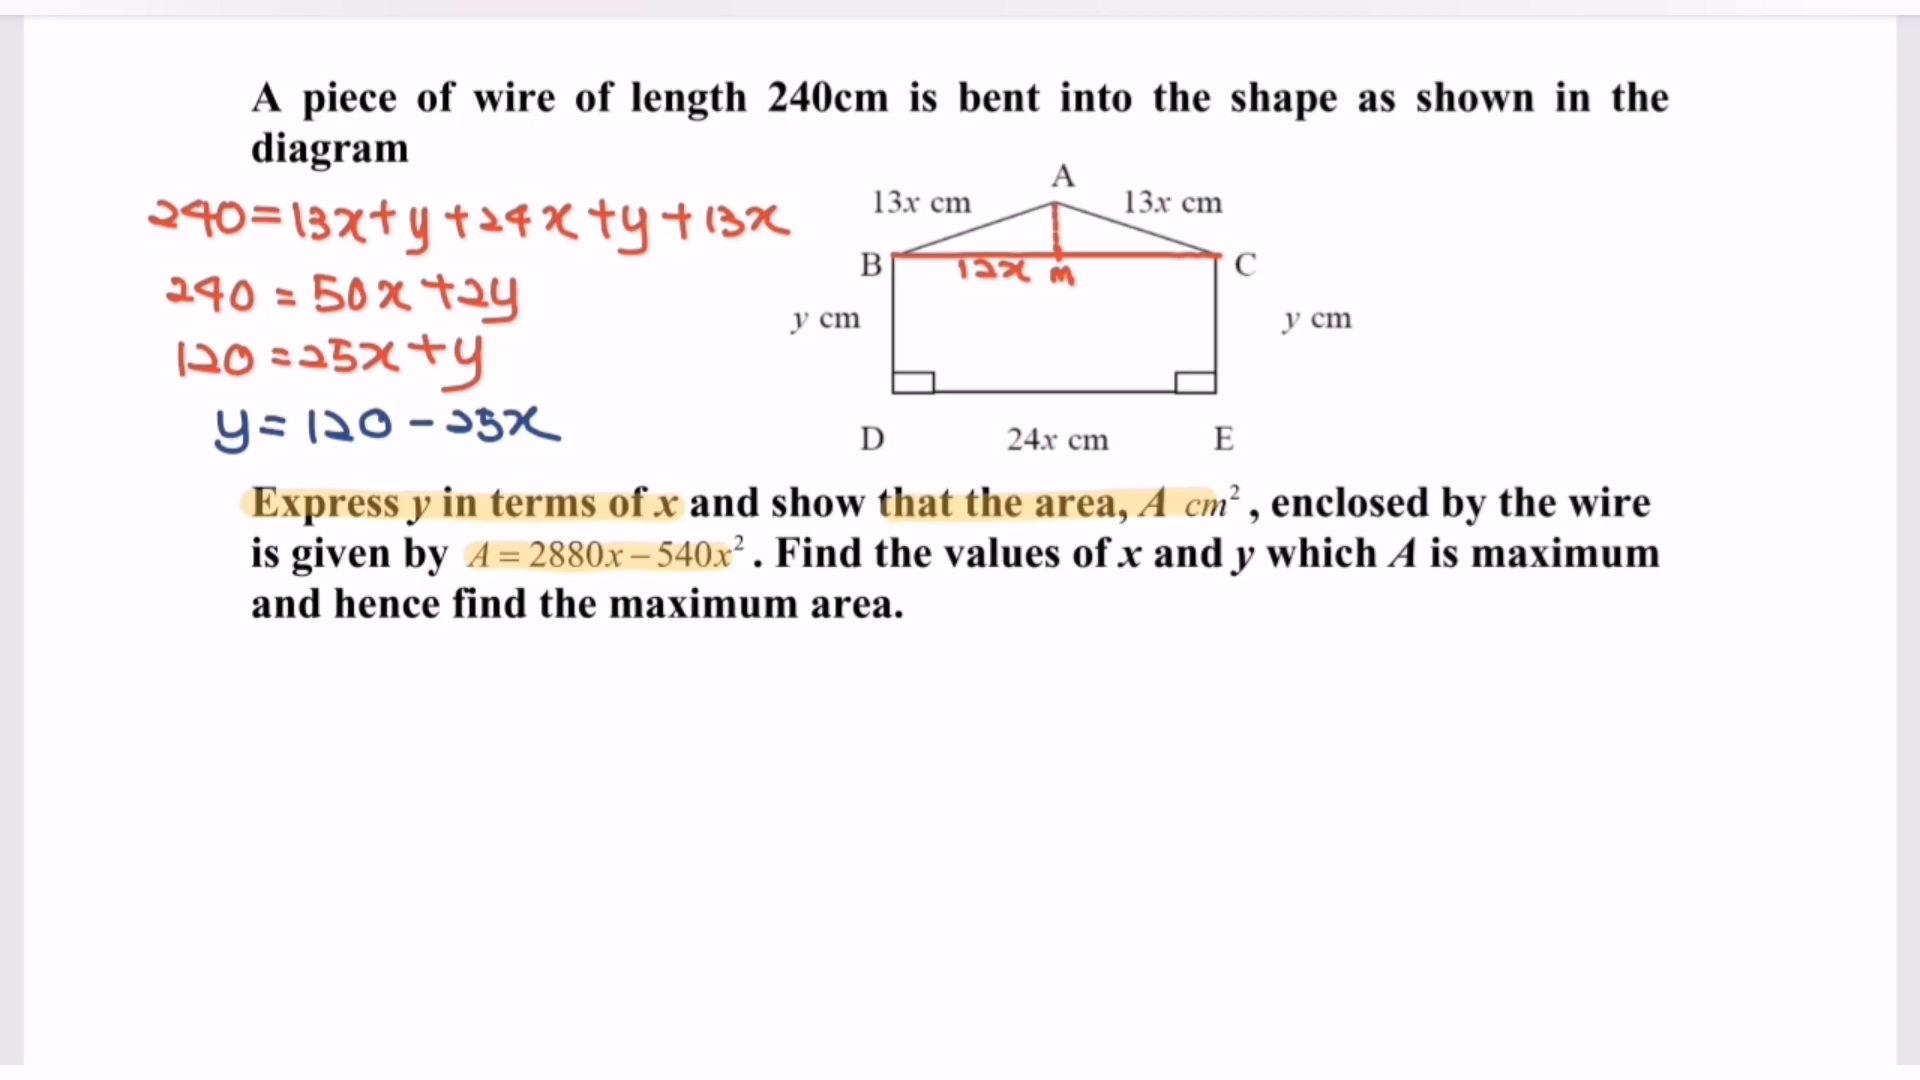 A piece of wire of length 240cm is bent into the shape as shown in the
diagram
240=13x+y+24x+y+13x
240 = 50x+2y
120=25x+y
y=120-25x
A
13x cm
13x cm
B
12x
m
C
y cm
y cm
D
24x cm
E
Express y in terms of x and show that the area, A cm², enclosed by the wire
is given by A = 2880x – 540x². Find the values of x and y which A is maximum
and hence find the maximum area.